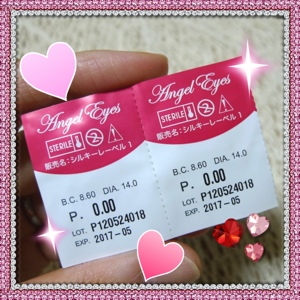 Angel Eyes
STERILE
販売名:シルキーレーベル1
B.C. 8.60 DIA. 14.0
P. 0.00
LOT. P120524018
EXP. 2017-05
Angel Eyes
STERILE
販売名:シルキーレーベル1
B.C. 8.60 DIA. 14.0
P. 0.00
LOT. P120524018
EXP. 2017-05